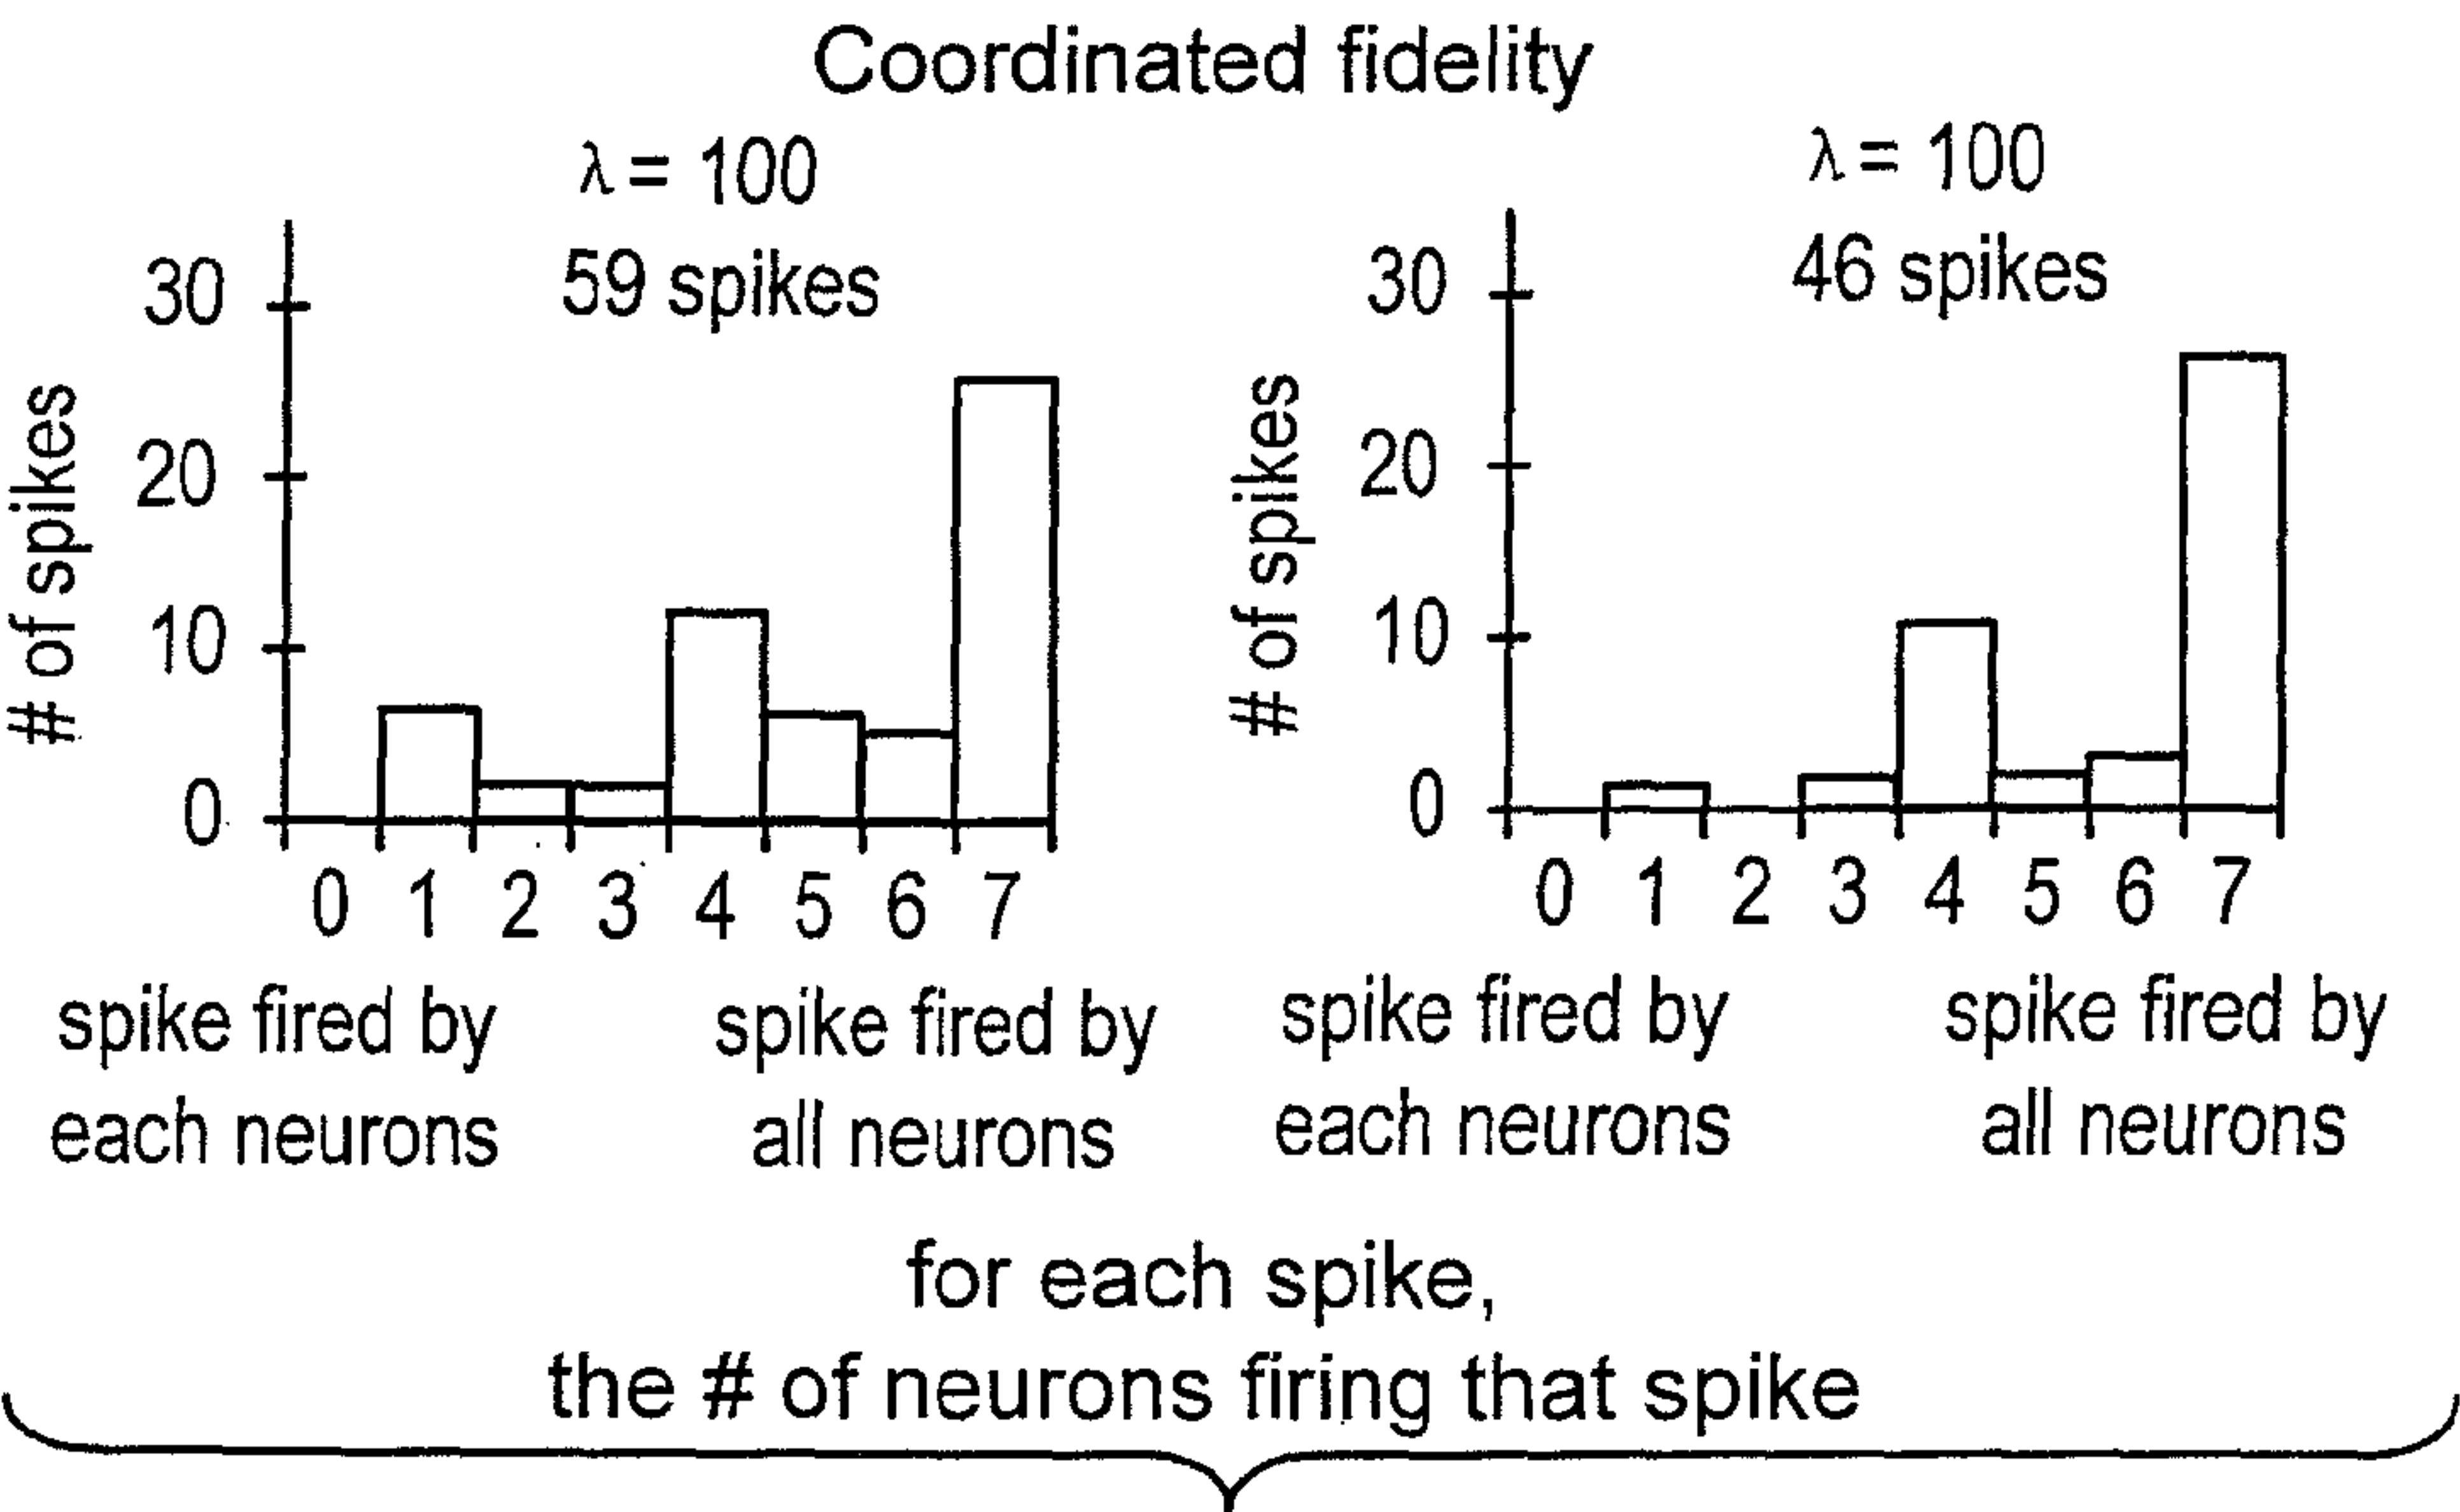 Coordinated fidelity
λ = 100
59 spikes
# of spikes
30
20
10
0
0 1 2 3 4 5 6 7
spike fired by
each neurons
spike fired by
all neurons
λ = 100
46 spikes
# of spikes
30
20
10
0
0 1 2 3 4 5 6 7
spike fired by
each neurons
spike fired by
all neurons
for each spike,
the # of neurons firing that spike